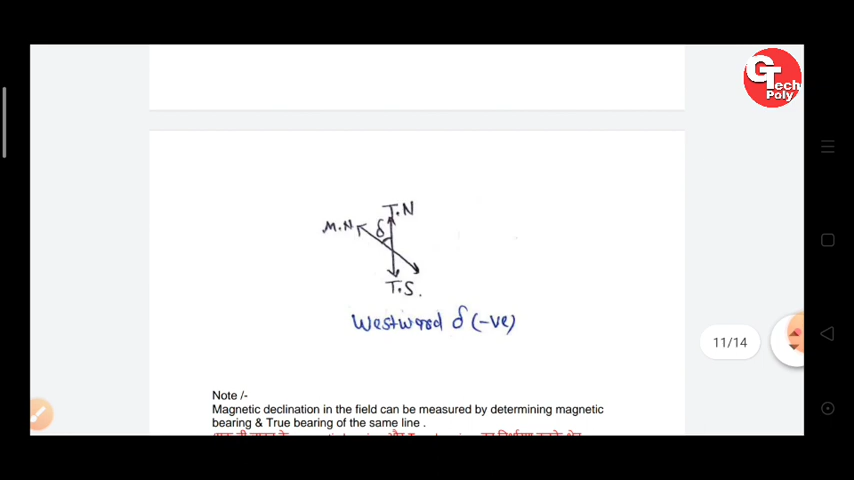 GTech
Poly
T.N
M.N
δ
T.S.
Westword δ (-ve)
11/14
Note /-
Magnetic declination in the field can be measured by determining magnetic
bearing & True bearing of the same line .